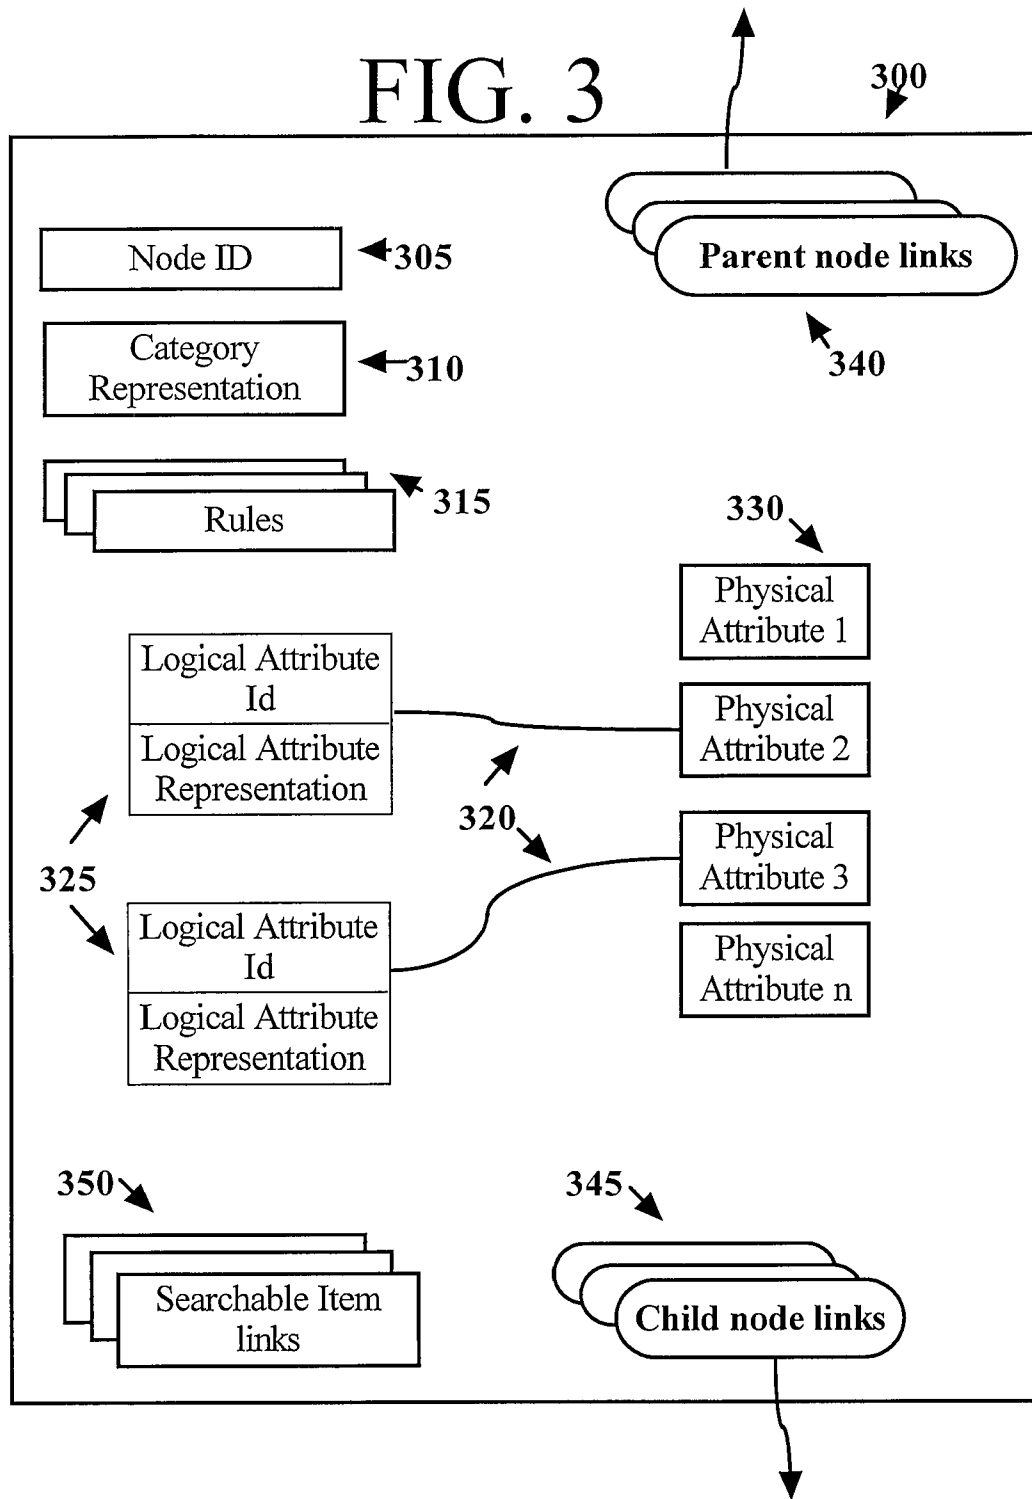 FIG. 3
300
Parent node links
340
Node ID
305
Category
Representation
310
Rules
315
330
Physical
Attribute 1
Logical Attribute
Id
Logical Attribute
Representation
Physical
Attribute 2
320
325
Physical
Attribute 3
Logical Attribute
Id
Logical Attribute
Representation
Physical
Attribute n
350
345
Searchable Item
links
Child node links